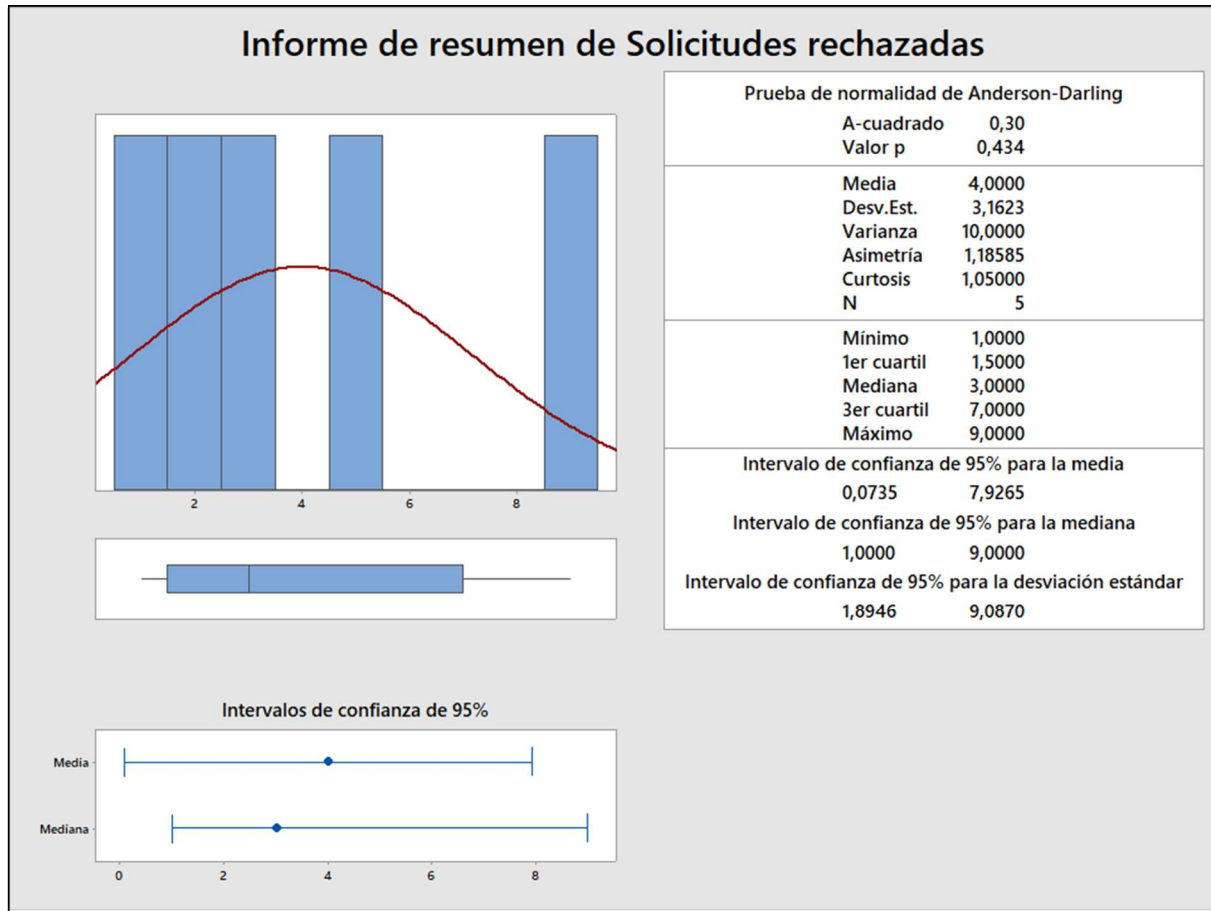 Informe de resumen de Solicitudes rechazadas
2 4 6 8
Intervalos de confianza de 95%
Media
Mediana
0 2 4 6 8
Prueba de normalidad de Anderson-Darling
A-cuadrado 0,30
Valor p 0,434
Media 4,0000
Desv.Est. 3,1623
Varianza 10,0000
Asimetría 1,18585
Curtosis 1,05000
N 5
Mínimo 1,0000
1er cuartil 1,5000
Mediana 3,0000
3er cuartil 7,0000
Máximo 9,0000
Intervalo de confianza de 95% para la media
0,0735 7,9265
Intervalo de confianza de 95% para la mediana
1,0000 9,0000
Intervalo de confianza de 95% para la desviación estándar
1,8946 9,0870